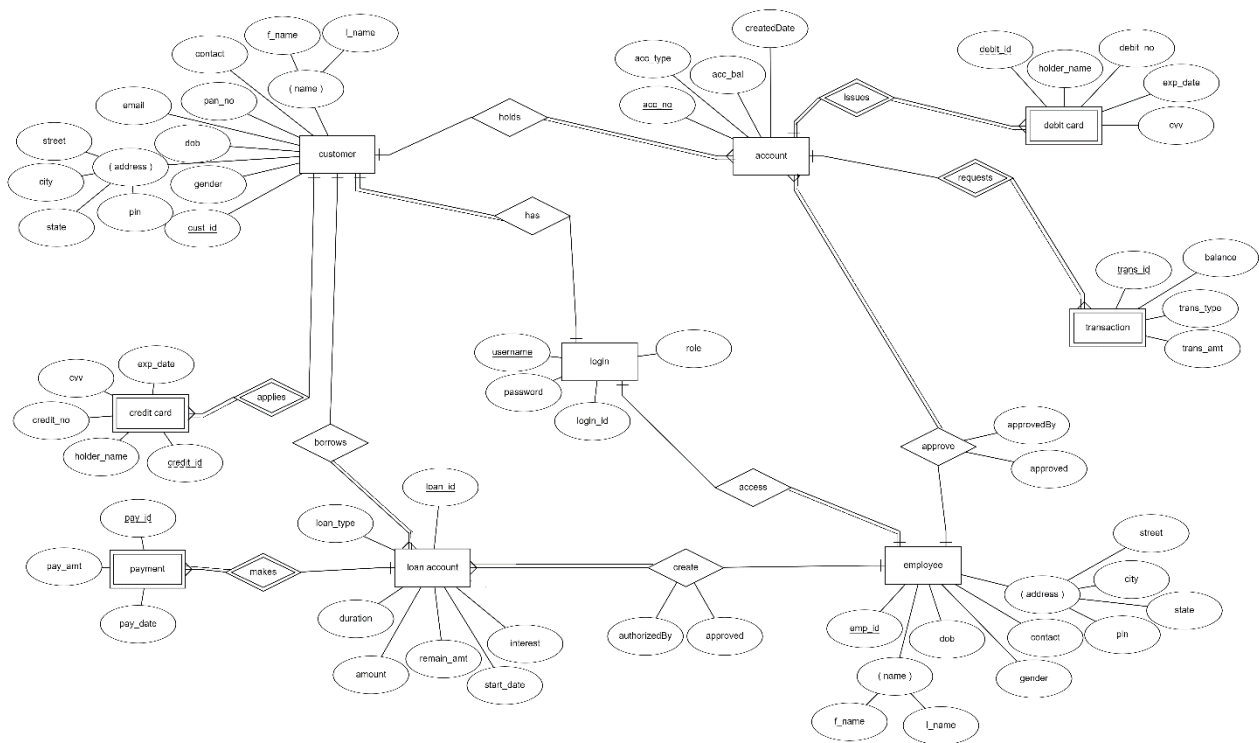 createdDate
f_name
l_name
contact
acc_type
acc_bal
debit_id
debit_no
holder_name
( name )
email
pan_no
acc_no
Issues
exp_date
holds
debit card
cvv
street
dob
customer
account
( address )
city
gender
requests
pin
state
cust_id
has
trans_id
balance
trans_type
transaction
username
login
role
trans_amt
exp_date
cvv
password
applies
credit card
credit_no
login_id
approvedBy
borrows
approve
holder_name
credit_id
approved
loan_id
access
pay_id
loan_type
street
pay_amt
payment
makes
loan account
create
employee
city
( address )
state
duration
interest
pay_date
authorizedBy
approved
emp_id
dob
contact
pin
remain_amt
amount
start_date
( name )
gender
f_name
l_name